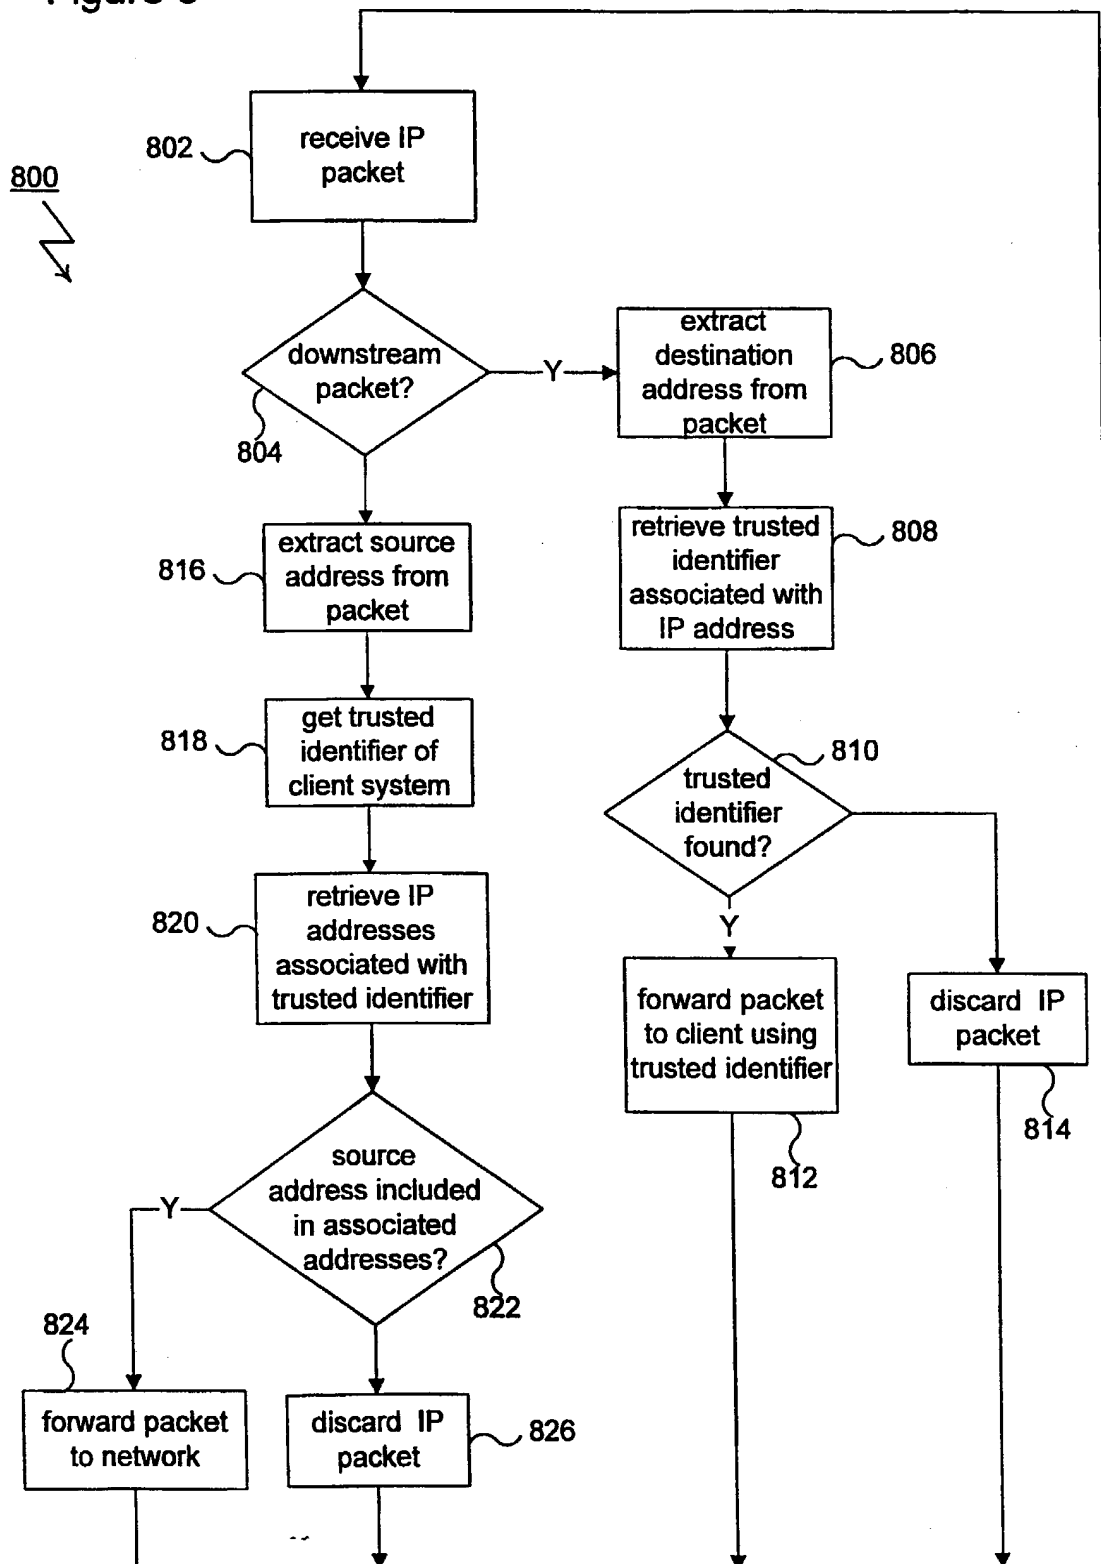 802
receive IP
packet
800
downstream
packet?
Y
804
extract
destination
address from
packet
806
816
extract source
address from
packet
retrieve trusted
identifier
associated with
IP address
808
818
get trusted
identifier of
client system
810
trusted
identifier
found?
Y
820
retrieve IP
addresses
associated with
trusted identifier
forward packet
to client using
trusted identifier
812
discard IP
packet
814
source
address included
in associated
addresses?
Y
822
824
forward packet
to network
discard IP
packet
826